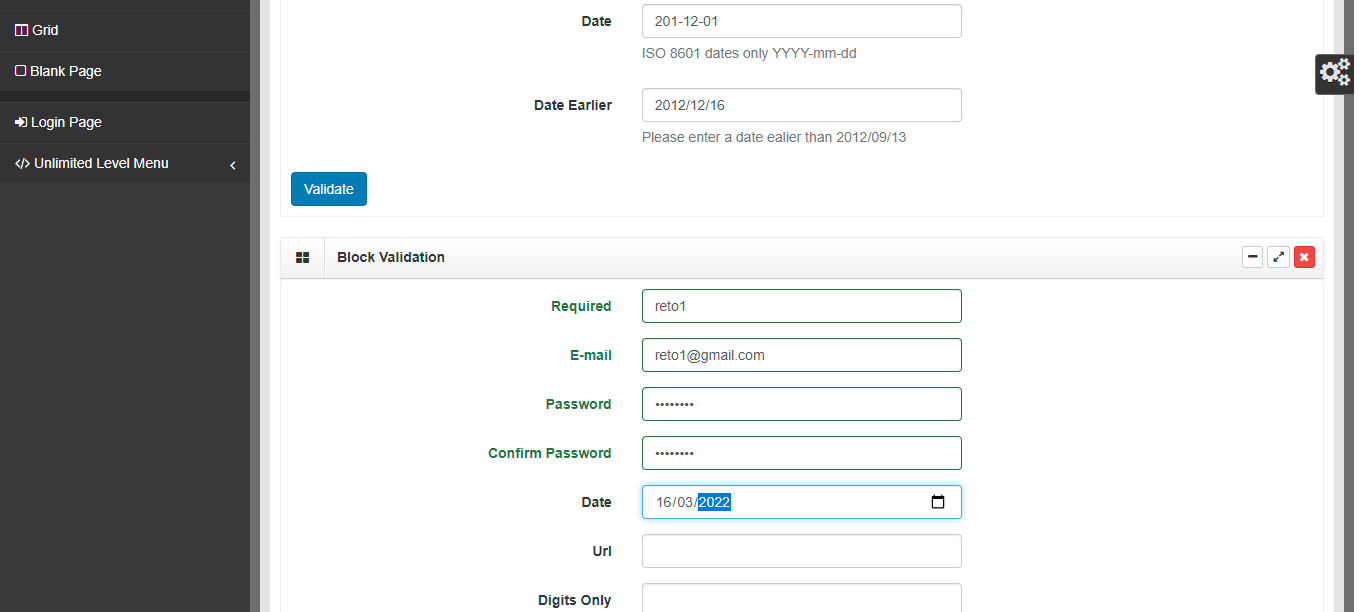 Grid
Blank Page
Login Page
</> Unlimited Level Menu
Date 201-12-01
ISO 8601 dates only YYYY-mm-dd
Date Earlier 2012/12/16
Please enter a date ealier than 2012/09/13
Validate
Block Validation
Required reto1
E-mail reto1@gmail.com
Password ••••••••
Confirm Password ••••••••
Date 16/03/2022
Url
Digits Only